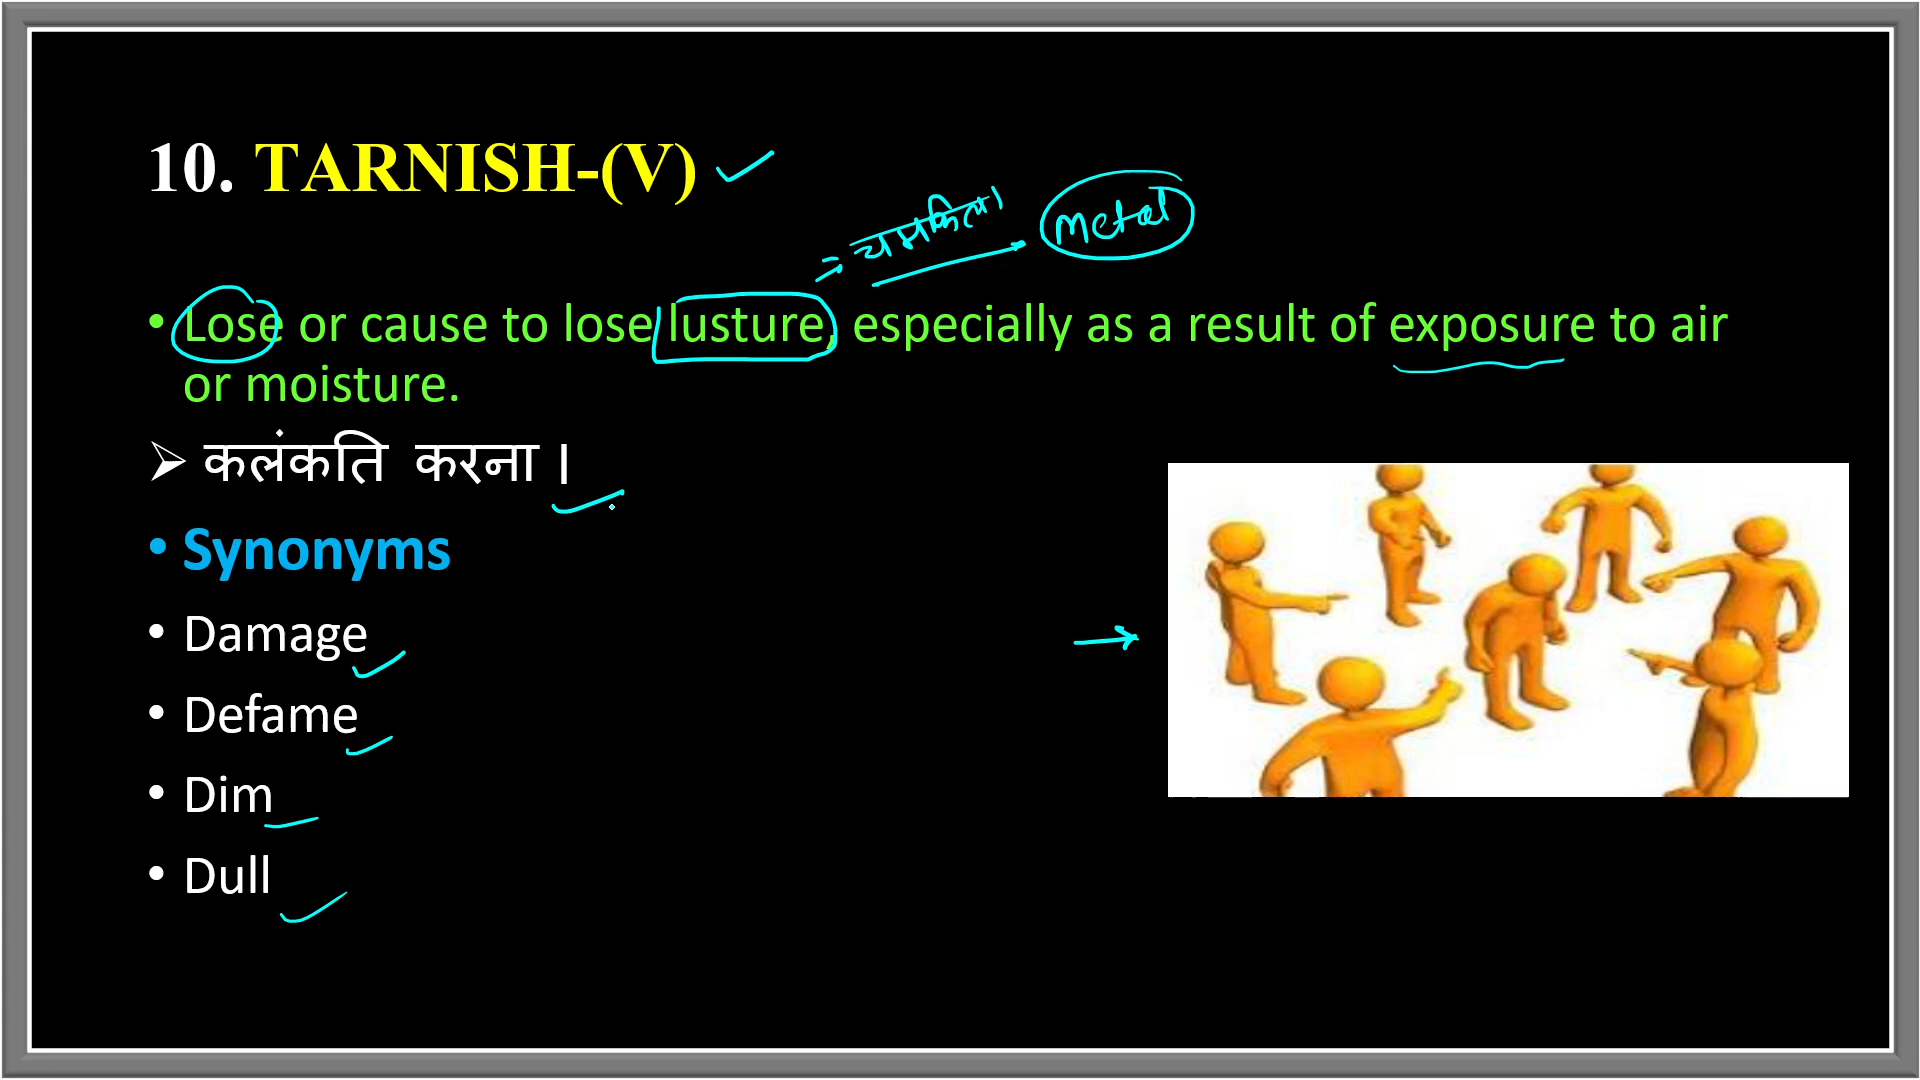 10. TARNISH-(V)
metal
• Lose or cause to lose lusture, especially as a result of exposure to air
or moisture.
➢ कलंकति करना |
• Synonyms
• Damage
• Defame
• Dim
• Dull